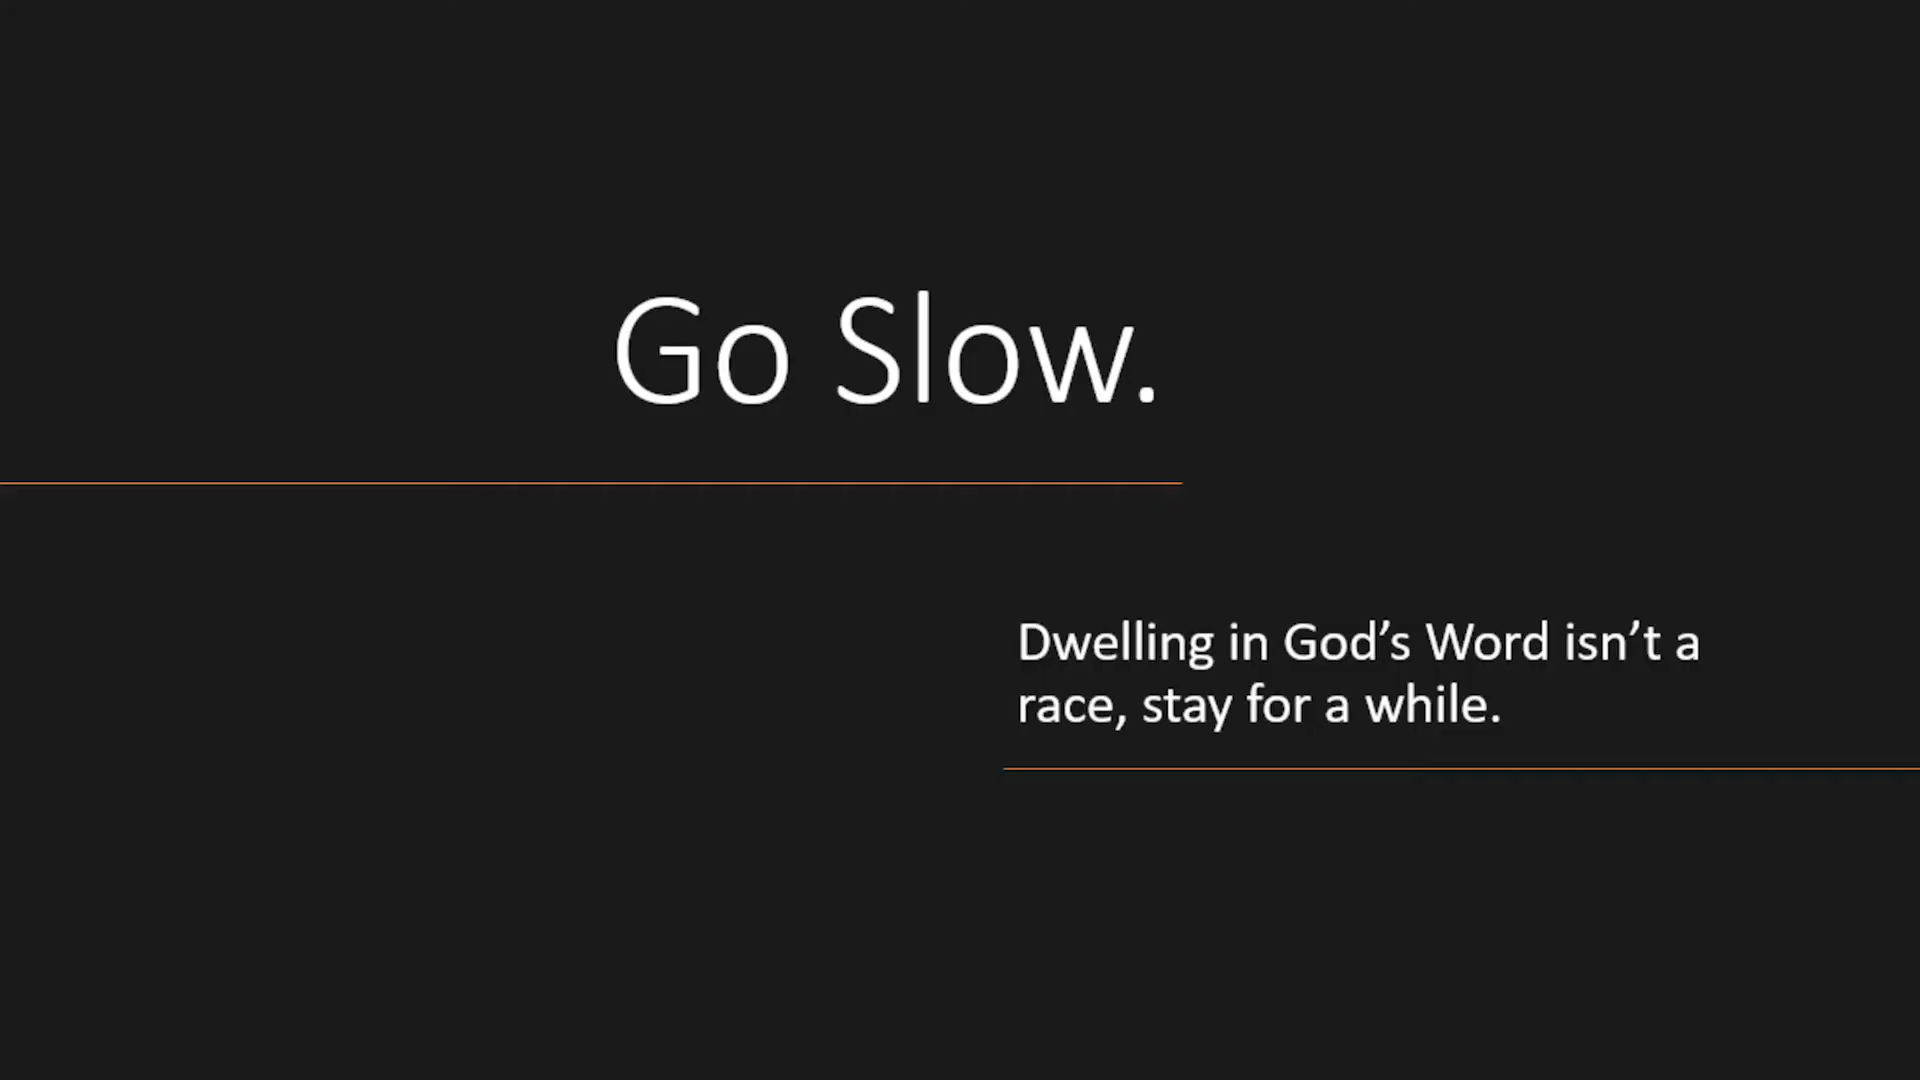 Go Slow.
Dwelling in God’s Word isn’t a
race, stay for a while.